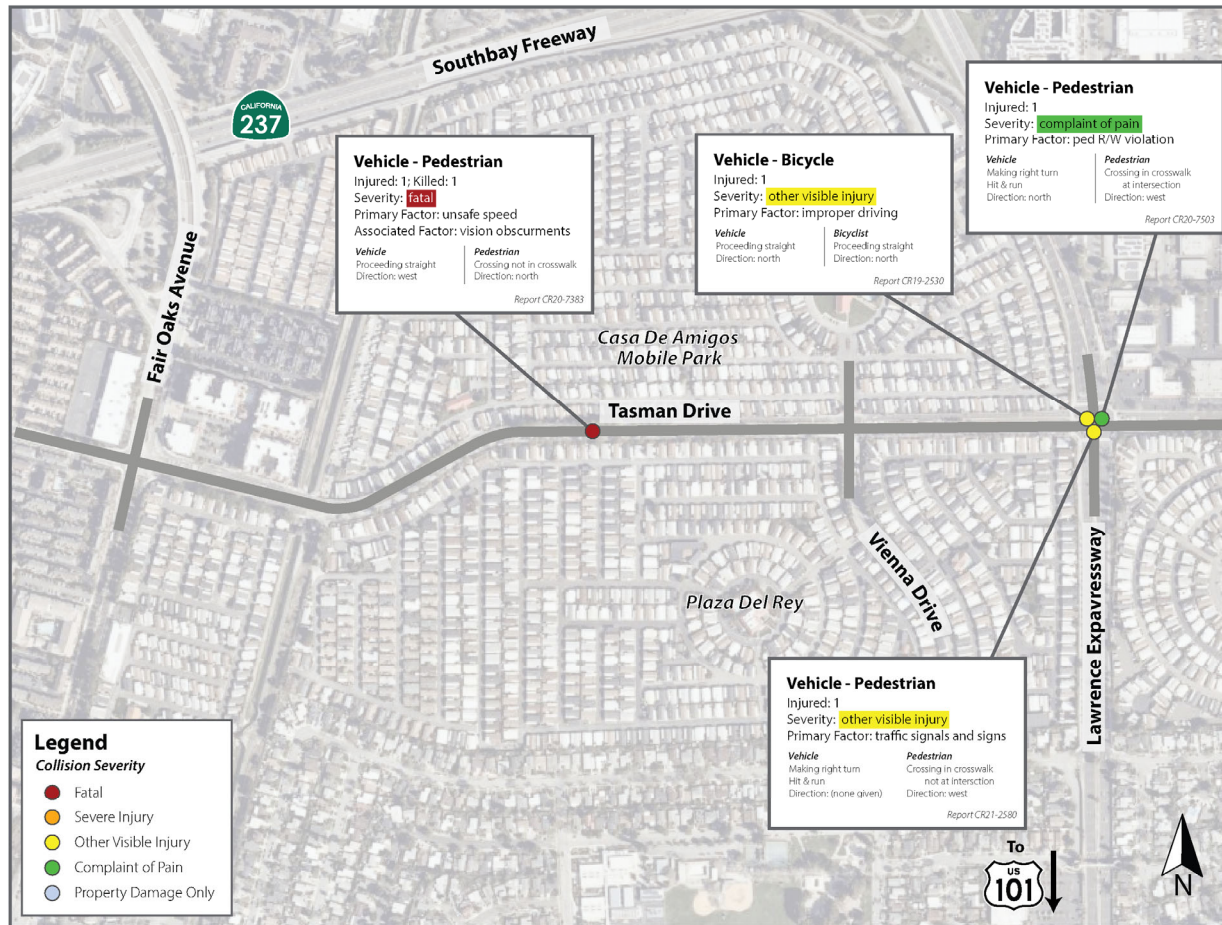 Southbay Freeway
CALIFORNIA
237
Fair Oaks Avenue
Vehicle - Pedestrian
Injured: 1; Killed: 1
Severity: fatal
Primary Factor: unsafe speed
Associated Factor: vision obscurments
Vehicle
Proceeding straight
Direction: west
Pedestrian
Crossing not in crosswalk
Direction: north
Report CR20-7383
Vehicle - Bicycle
Injured: 1
Severity: other visible injury
Primary Factor: improper driving
Vehicle
Proceeding straight
Direction: north
Bicyclist
Proceeding straight
Direction: north
Report CR19-2530
Vehicle - Pedestrian
Injured: 1
Severity: complaint of pain
Primary Factor: ped R/W violation
Vehicle
Making right turn
Hit & run
Direction: north
Pedestrian
Crossing in crosswalk
at intersection
Direction: west
Report CR20-7503
Casa De Amigos
Mobile Park
Tasman Drive
Plaza Del Rey
Vienna Drive
Lawrence Expavressway
Vehicle - Pedestrian
Injured: 1
Severity: other visible injury
Primary Factor: traffic signals and signs
Vehicle
Making right turn
Hit & run
Direction: (none given)
Pedestrian
Crossing in crosswalk
not at intersction
Direction: west
Report CR21-2580
Legend
Collision Severity
Fatal
Severe Injury
Other Visible Injury
Complaint of Pain
Property Damage Only
To
US
101
N